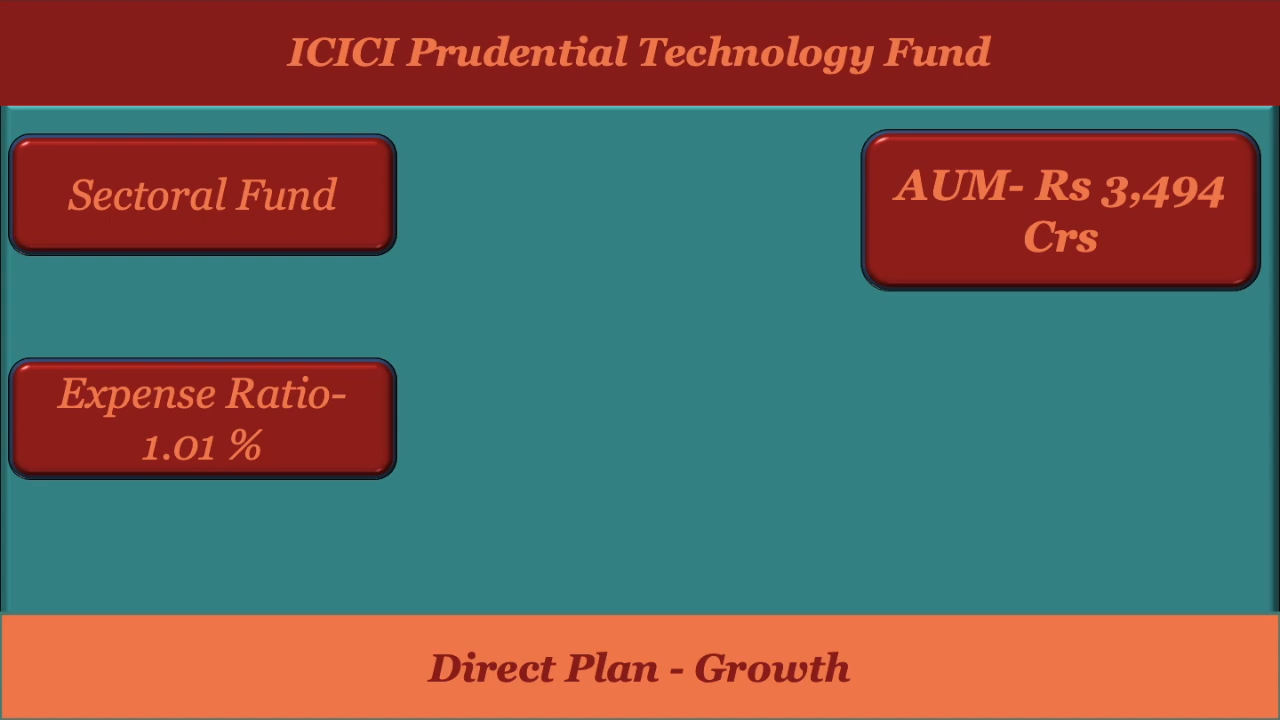 ICICI Prudential Technology Fund
Sectoral Fund
AUM- Rs 3,494
Crs
Expense Ratio-
1.01 %
Direct Plan - Growth